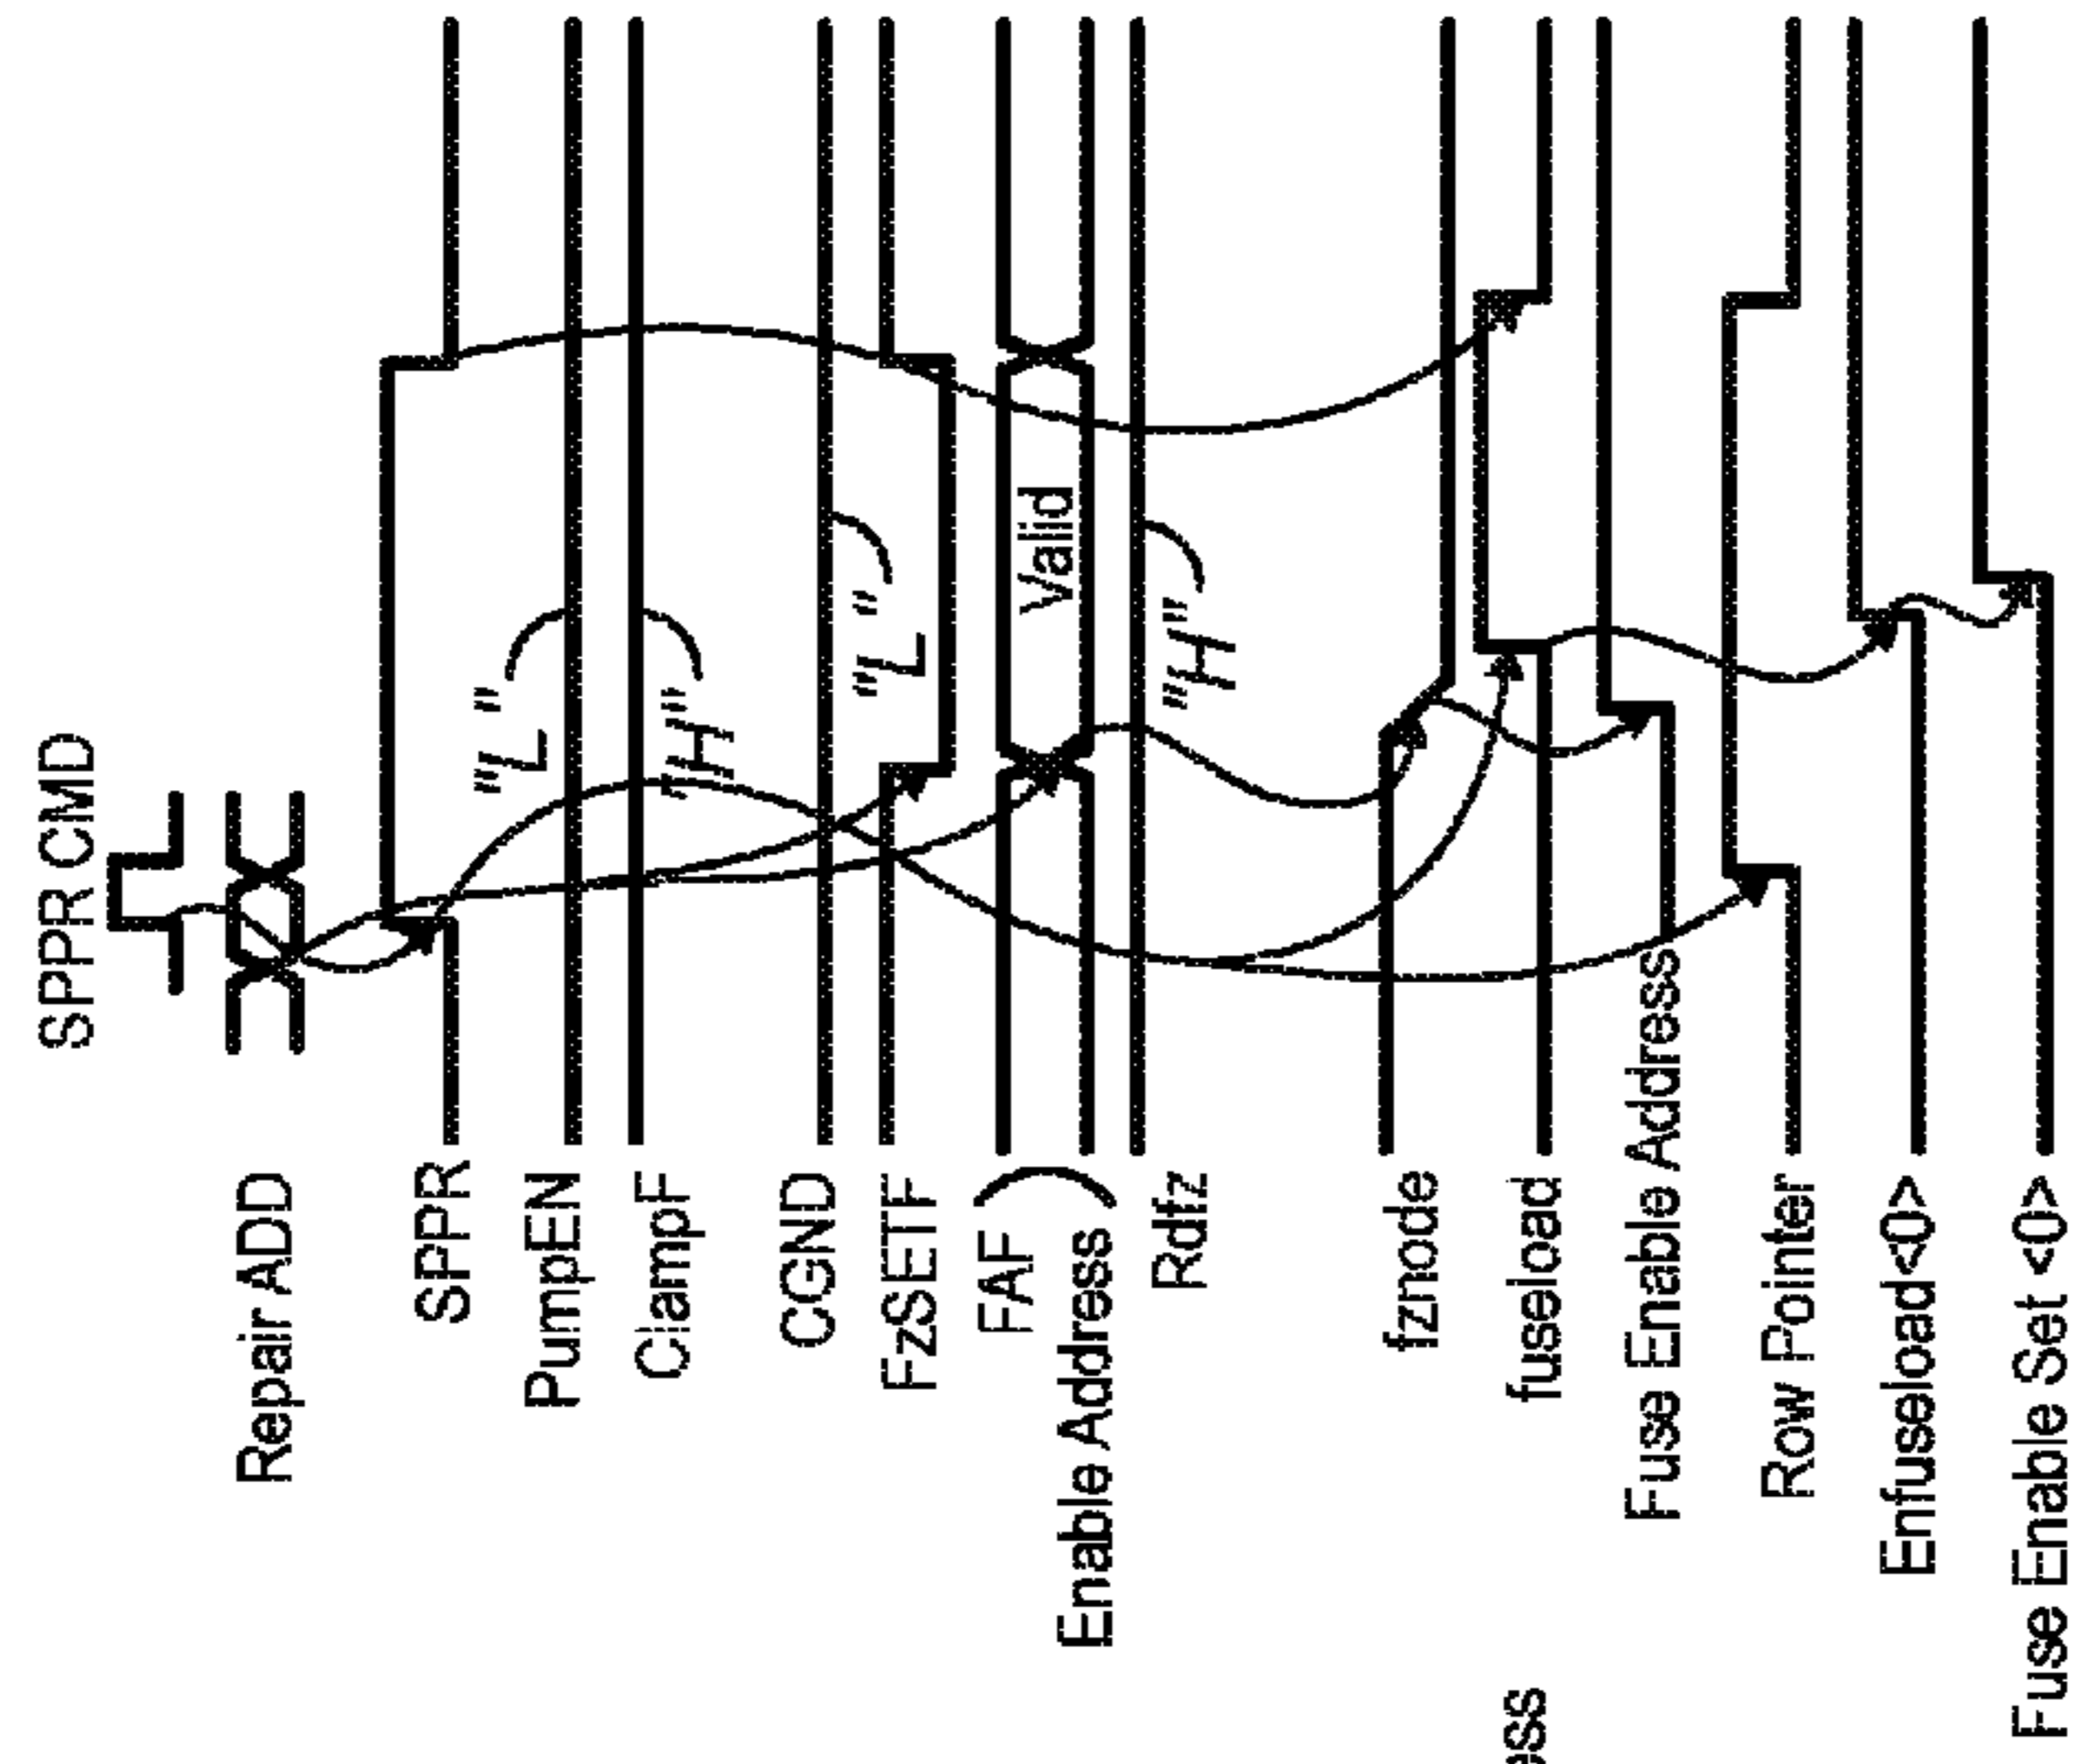 SPPR CMD
Repair ADD
SPPR
PumpEN
"L"
ClampF
"H"
CGND
"L"
FzSETF
FAF
Enable Address
Valid
Rdfz
"H"
fznode
fuseload
Fuse Enable Address
Row Pointer
Enfuseload<0>
Fuse Enable Set <0>
ess